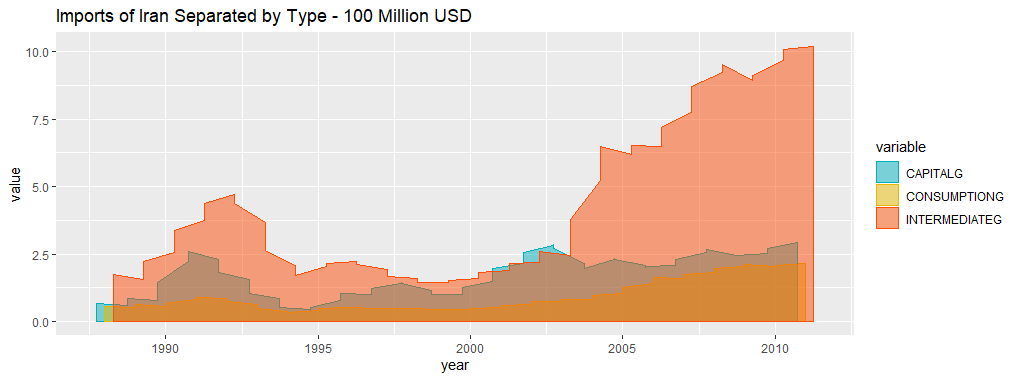 Imports of Iran Separated by Type - 100 Million USD
10.0
7.5
5.0
2.5
0.0
value
1990 1995 2000 2005 2010
year
variable
CAPITALG
CONSUMPTIONG
INTERMEDIATEG